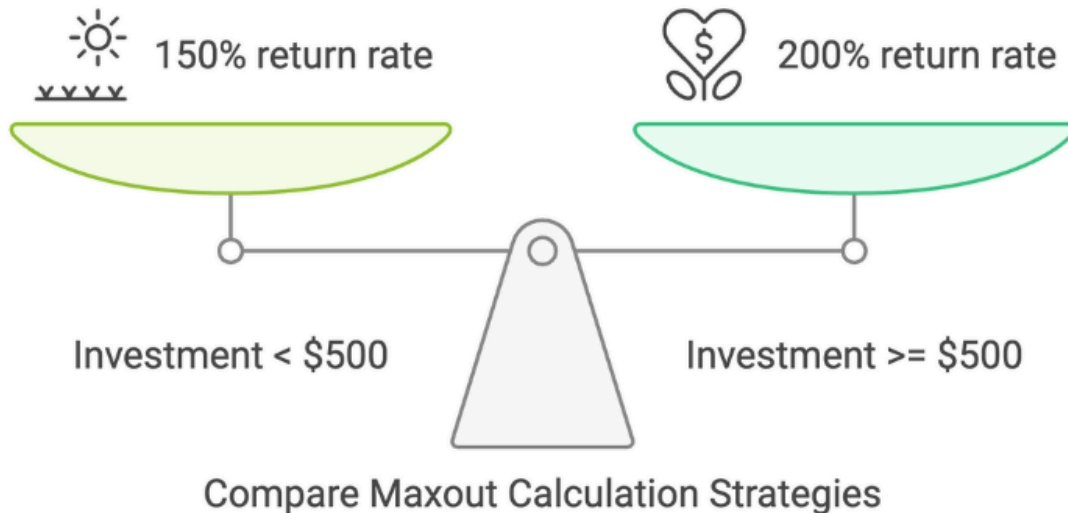 150% return rate
$ 200% return rate
Investment < $500
Investment >= $500
Compare Maxout Calculation Strategies